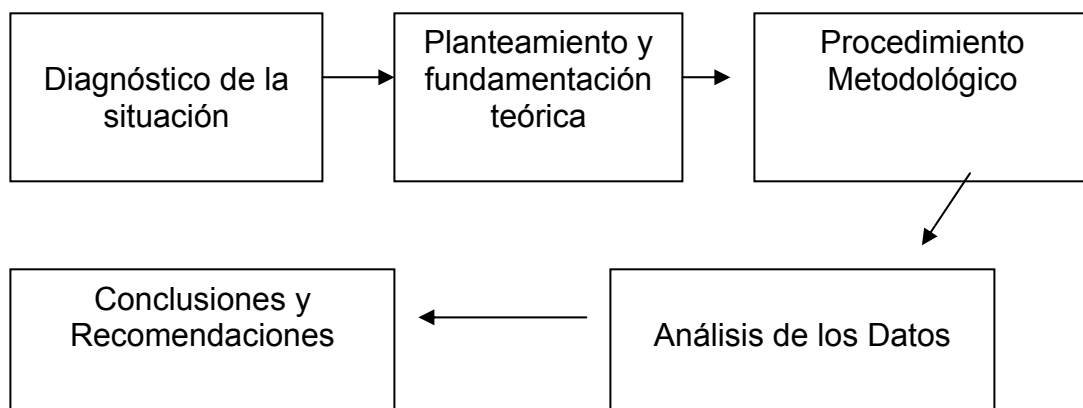 Diagnóstico de la
situación
Planteamiento y
fundamentación
teórica
Procedimiento
Metodológico
Análisis de los Datos
Conclusiones y
Recomendaciones